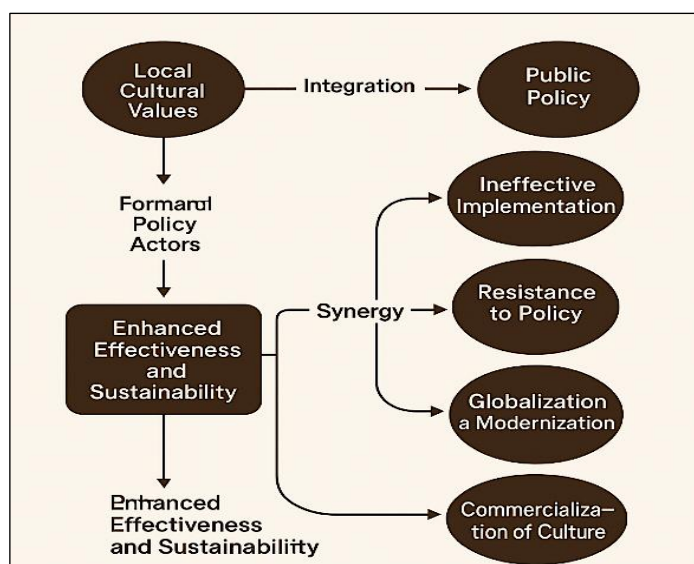 Local
Cultural
Values
Integration
Public
Policy
Formarul
Policy
Actors
Ineffective
Implementation
Enhanced
Effectiveness
and
Sustainability
Synergy
Resistance
to Policy
Globalization
a Modernization
Enhanced
Effectiveness
and Sustainability
Commercializa–
tion of Culture